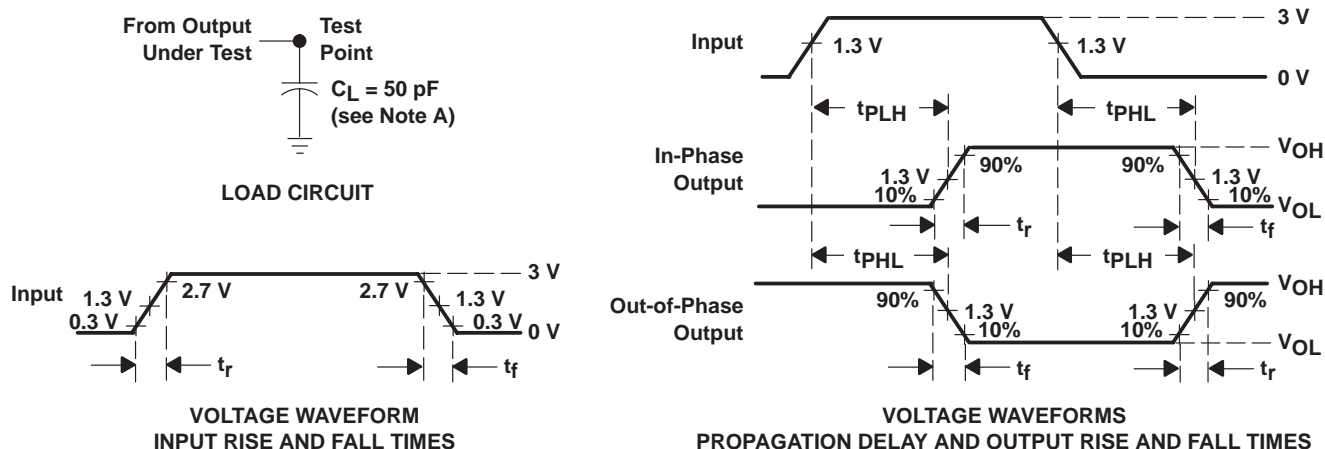 From Output
Under Test
Test
Point
CL = 50 pF
(see Note A)
LOAD CIRCUIT
Input
1.3 V
0.3 V
2.7 V
2.7 V
1.3 V
0.3 V
3 V
0 V
tr
tf
VOLTAGE WAVEFORM
INPUT RISE AND FALL TIMES
Input
1.3 V
1.3 V
3 V
0 V
tPLH
tPHL
In-Phase
Output
1.3 V
10%
90%
90%
1.3 V
10%
VOH
VOL
tr
tf
tPHL
tPLH
Out-of-Phase
Output
90%
1.3 V
10%
1.3 V
10%
90%
VOH
VOL
tf
tr
VOLTAGE WAVEFORMS
PROPAGATION DELAY AND OUTPUT RISE AND FALL TIMES